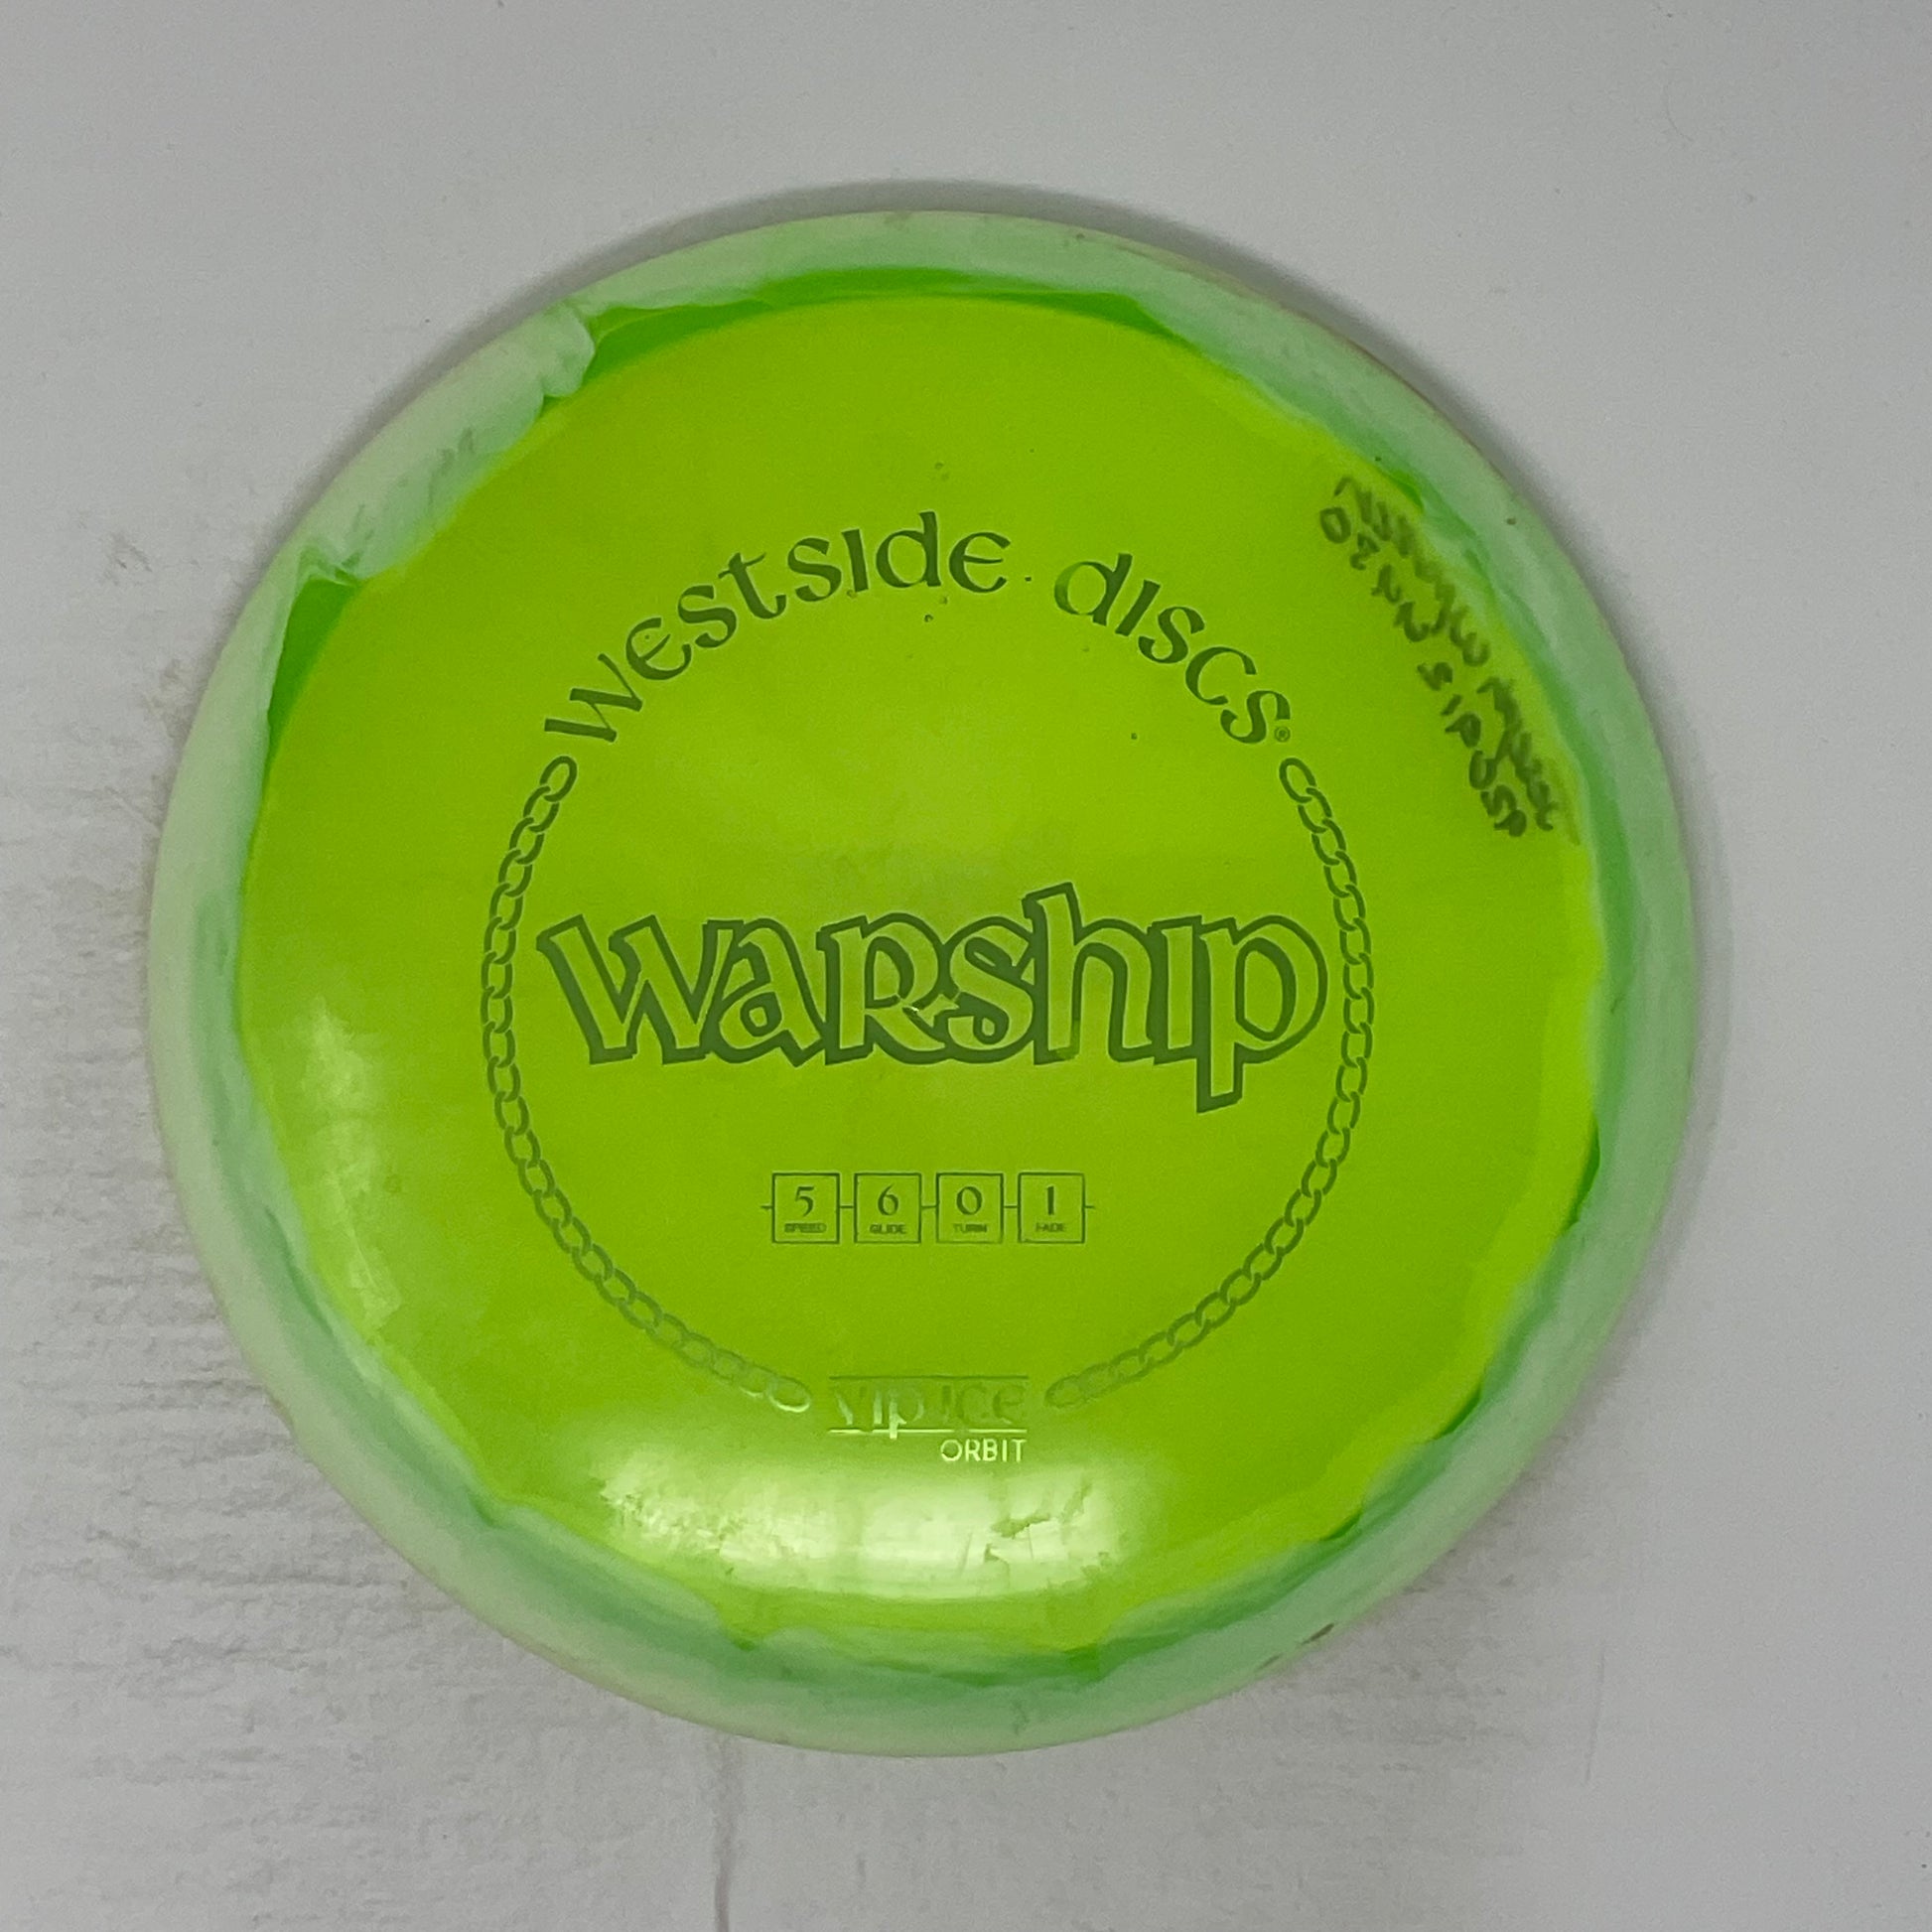 westside discs®
warship
5 6 0 1
SPEED GLIDE TURN FADE
VIP ICE
ORBIT